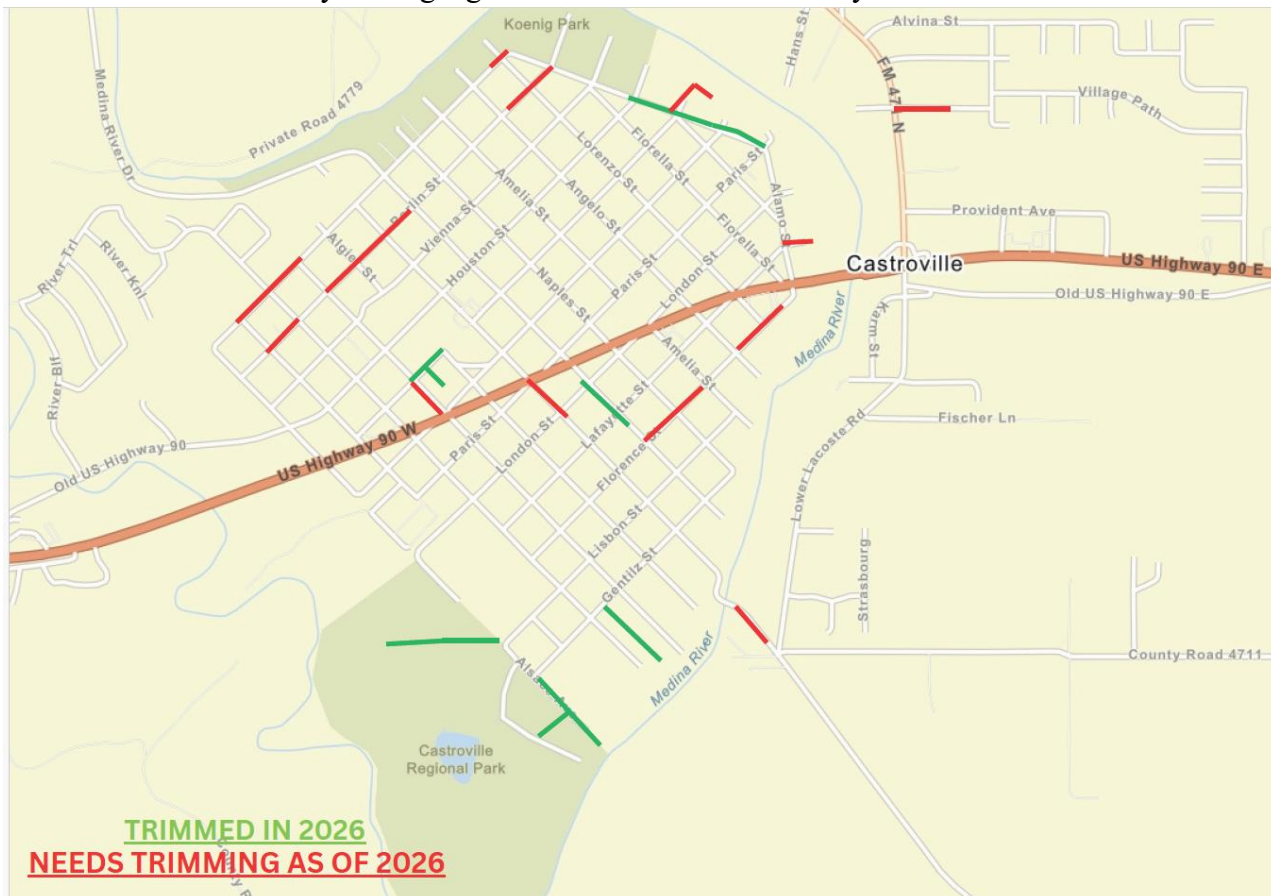 Koenig Park
Hans St
Alvina St
FM 471 N
Village Path
Medina River Dr
Private Road 4779
Lorenzo St
Fiorella St
Paris St
Alamo St
Berlin St
Amelia St
Angelo St
Vienna St
Algiers St
Houston St
Fiorella St
Provident Ave
River Trl
River Knl
Naples St
Paris St
London St
Castroville
US Highway 90 E
Old US Highway 90 E
Medina River
Karm St
River Blf
Amelia St
Lafayette St
Fischer Ln
Paris St
London St
Old US Highway 90
US Highway 90 W
Florence St
Lower Lacoste Rd
Lisbon St
Gentilz St
Strasbourg
County Road 4711
Medina River
Alsace Ave
Castroville
Regional Park
TRIMMED IN 2026
NEEDS TRIMMING AS OF 2026